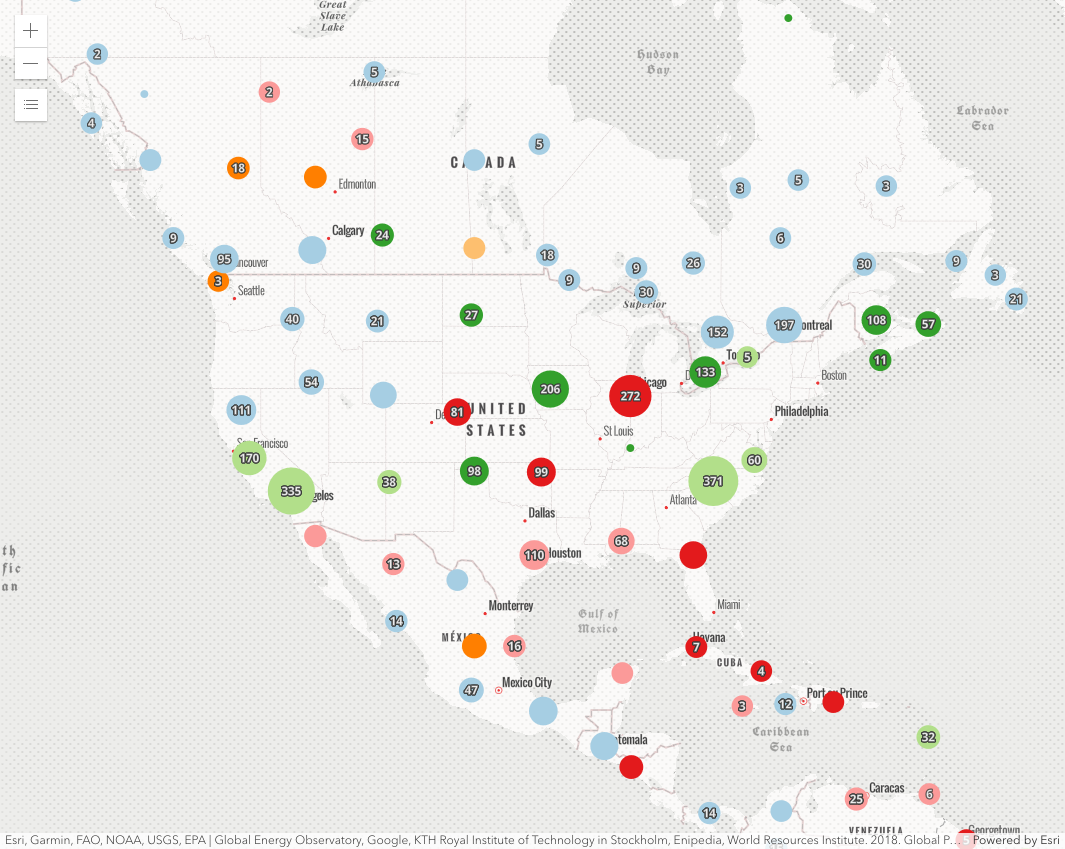 Great
Slave
Lake
2
Hudson
Bay
5
Athabasca
2
Labrador
Sea
4
15
5
CANADA
18
Edmonton
3
5
3
Calgary
24
9
6
95
ncouver
18
9
26
30
9
3
3
Seattle
9
30
Superior
21
40
21
27
152
197
ontreal
108
57
To
o
5
11
133
D
Boston
54
206
272
icago
111
De
81
UNITED
STATES
Philadelphia
St Louis
San Francisco
170
98
99
60
335
geles
38
371
Atlanta
Dallas
68
110
Houston
13
th
fic
an
Miami
Monterrey
14
Gulf of
Mexico
MÉXICO
16
Havana
7
CUBA
4
47
Mexico City
3
12
Port au Prince
Caribbean
Sea
32
temala
25
Caracas
6
14
VENEZUELA
Georgetown
Esri, Garmin, FAO, NOAA, USGS, EPA | Global Energy Observatory, Google, KTH Royal Institute of Technology in Stockholm, Enipedia, World Resources Institute. 2018. Global P...
Powered by Esri